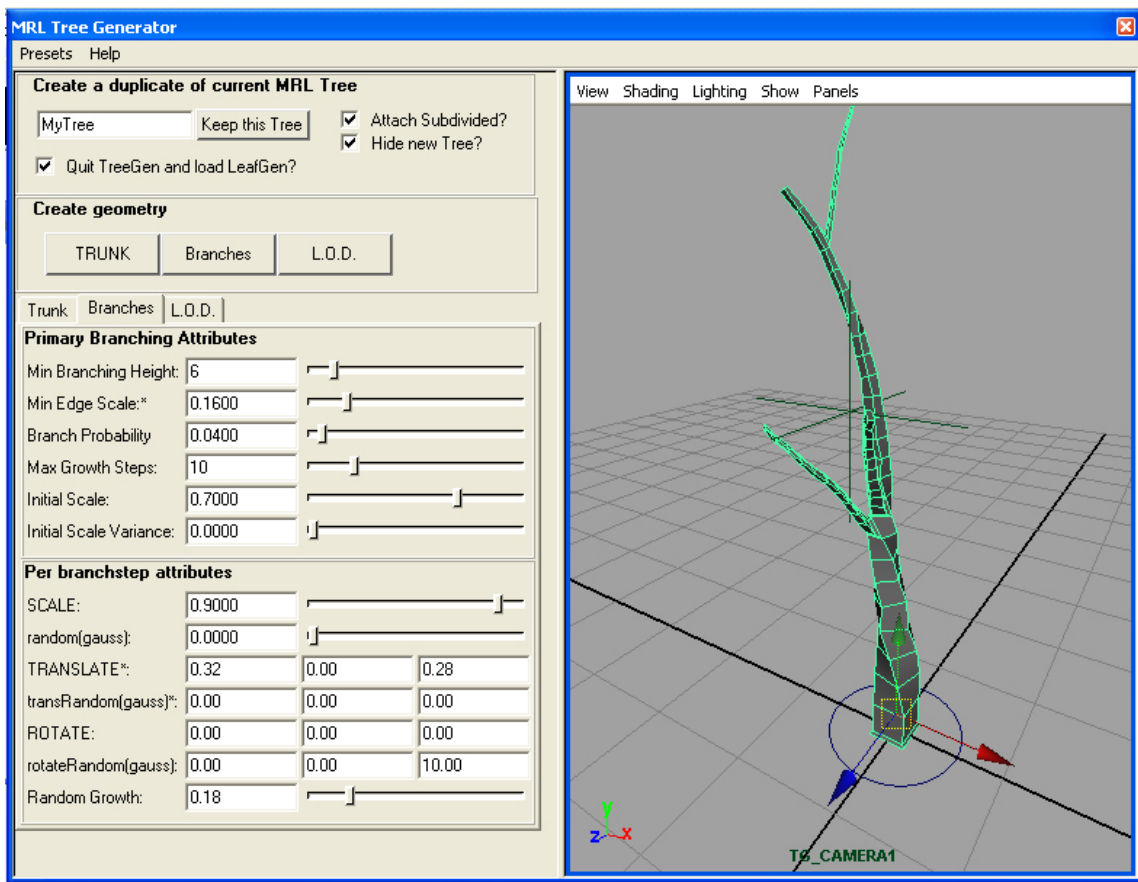 MRL Tree Generator
Presets Help
Create a duplicate of current MRL Tree
MyTree Keep this Tree Attach Subdivided?
Hide new Tree?
Quit TreeGen and load LeafGen?
Create geometry
TRUNK Branches L.O.D.
Trunk Branches L.O.D.
Primary Branching Attributes
Min Branching Height: 6
Min Edge Scale:* 0.1600
Branch Probability 0.0400
Max Growth Steps: 10
Initial Scale: 0.7000
Initial Scale Variance: 0.0000
Per branchstep attributes
SCALE: 0.9000
random(gauss): 0.0000
TRANSLATE*: 0.32 0.00 0.28
transRandom(gauss)*: 0.00 0.00 0.00
ROTATE: 0.00 0.00 0.00
rotateRandom(gauss): 0.00 0.00 10.00
Random Growth: 0.18
View Shading Lighting Show Panels
y
z x
TG_CAMERA1